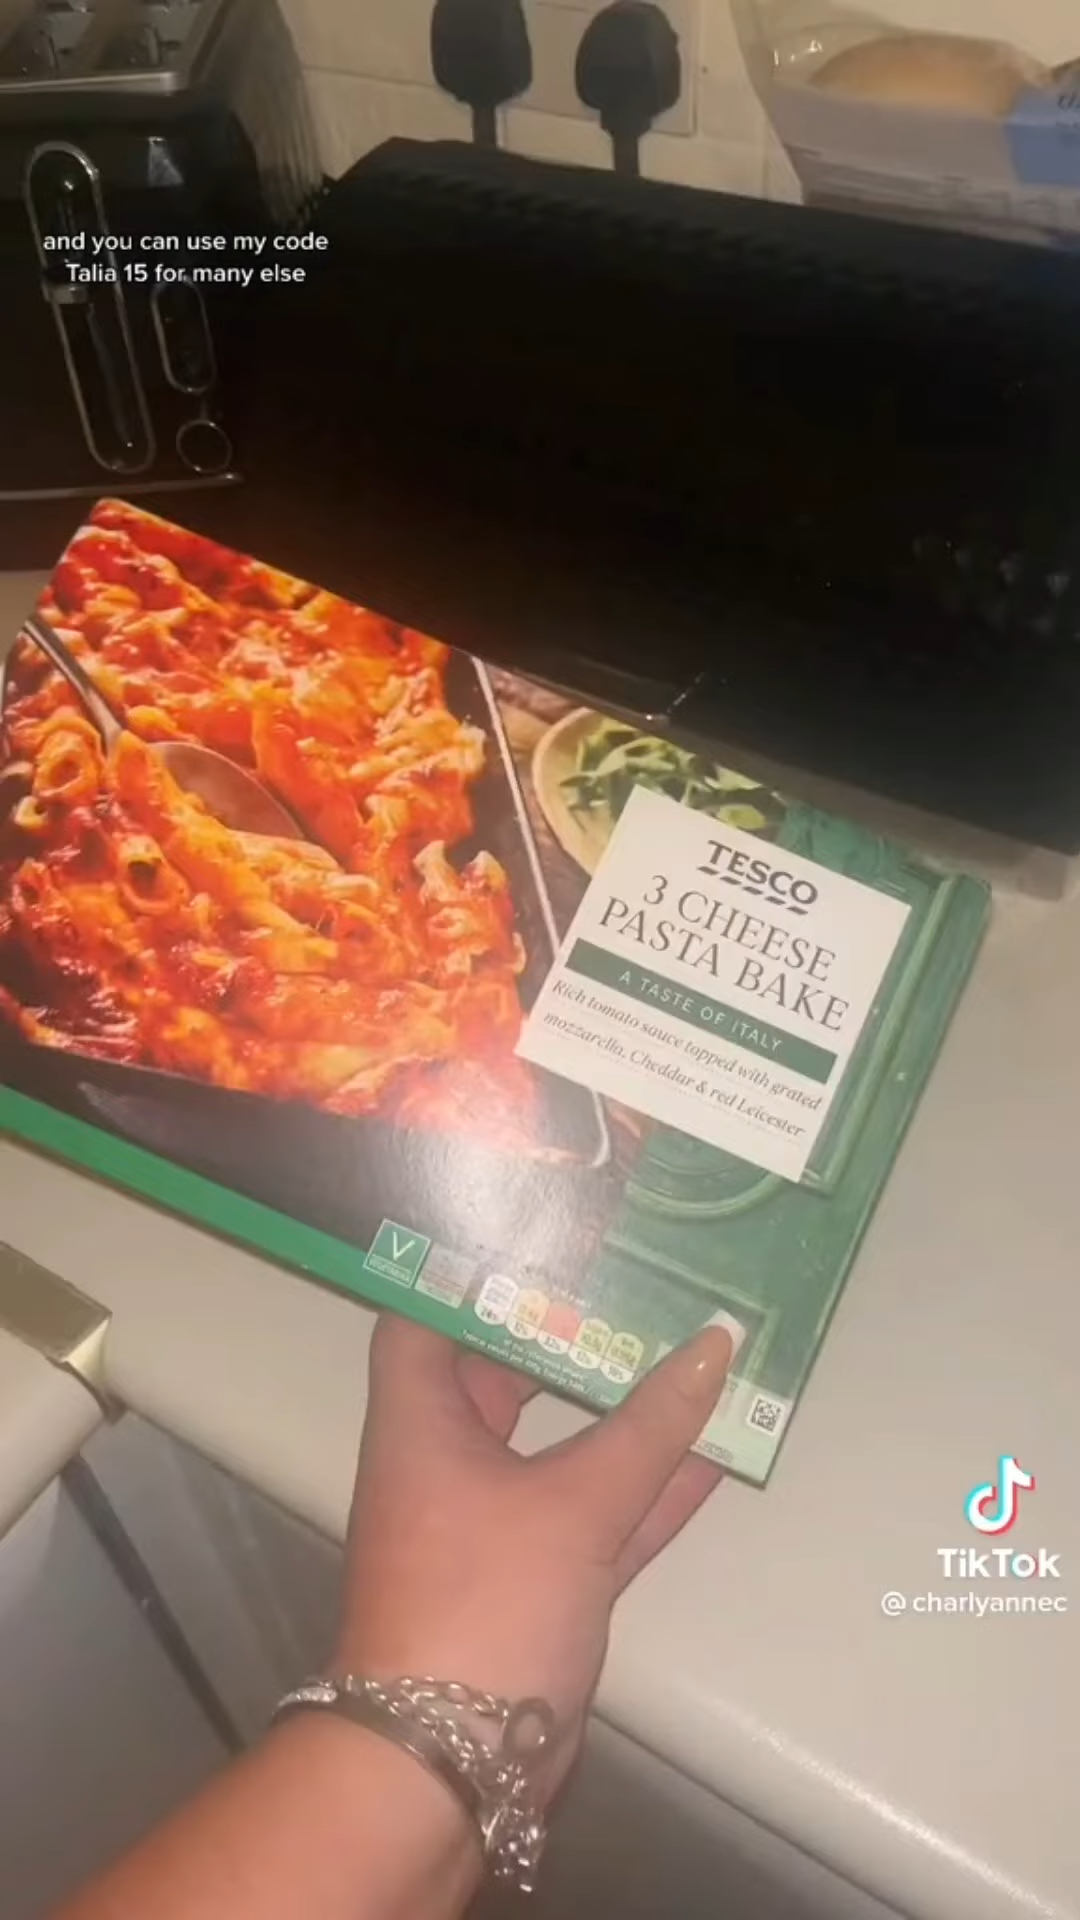 and you can use my code
Talia 15 for many else
TESCO
3 CHEESE
PASTA BAKE
A TASTE OF ITALY
Rich tomato sauce topped with grated
mozzarella, Cheddar & red Leicester
V
VEGETARIAN
TikTok
@charlyannec